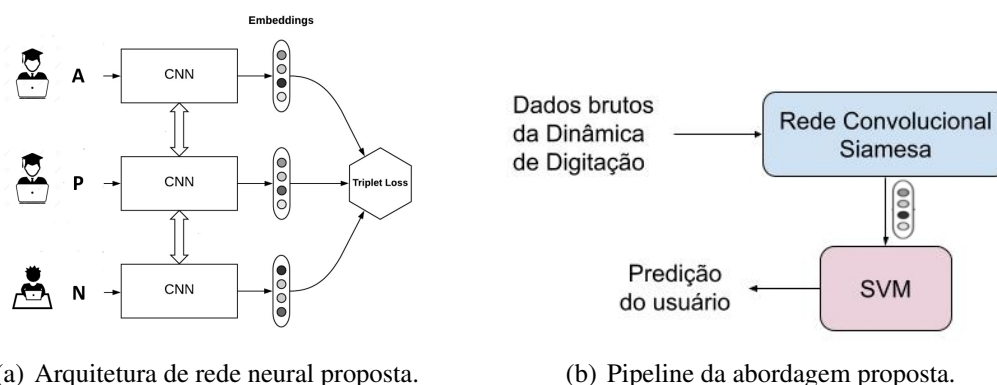 Embeddings
A
CNN
P
CNN
Triplet Loss
N
CNN
(a) Arquitetura de rede neural proposta.
Dados brutos
da Dinâmica
de Digitação
Rede Convolucional
Siamesa
Predição
do usuário
SVM
(b) Pipeline da abordagem proposta.